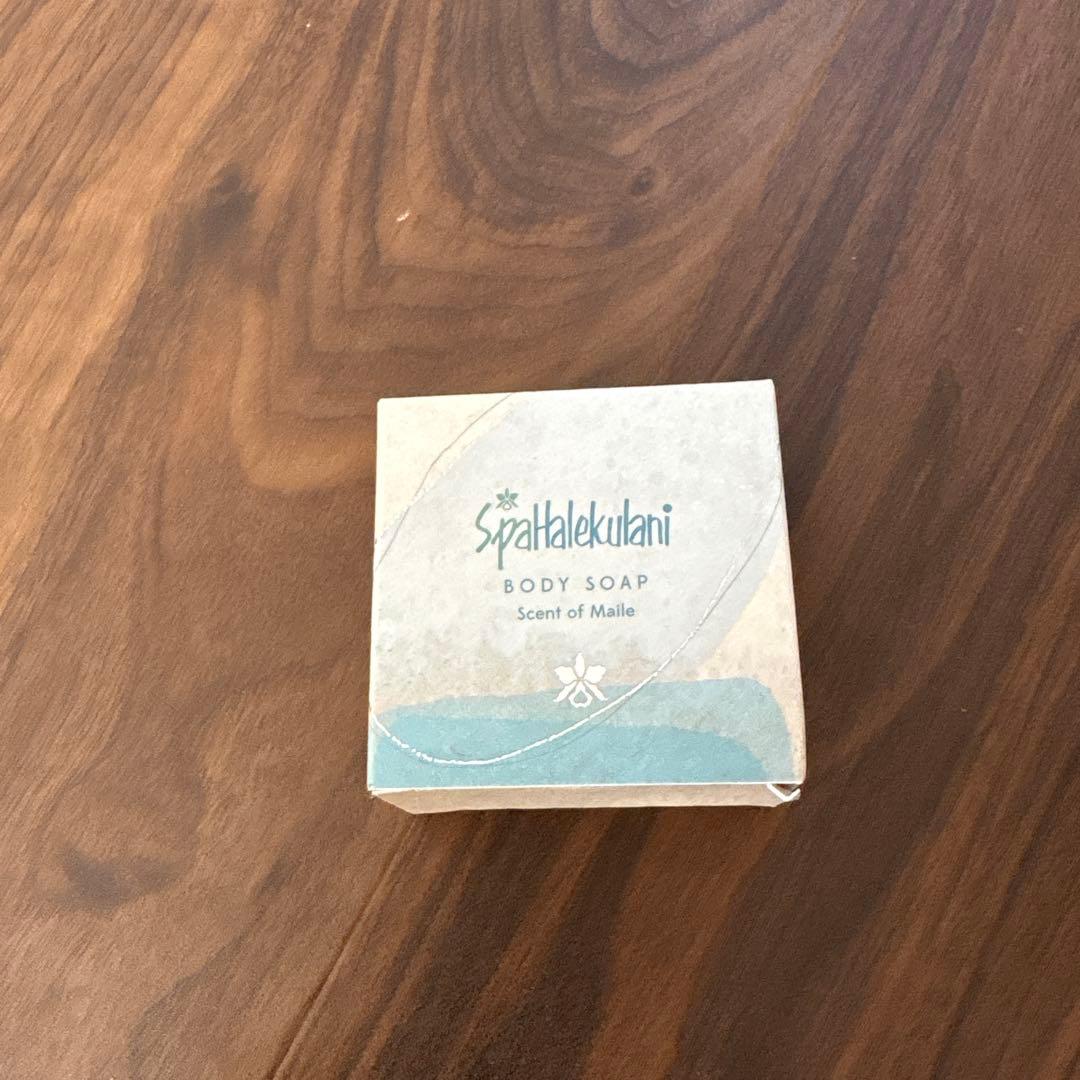 SpaHalekulani
BODY SOAP
Scent of Maile